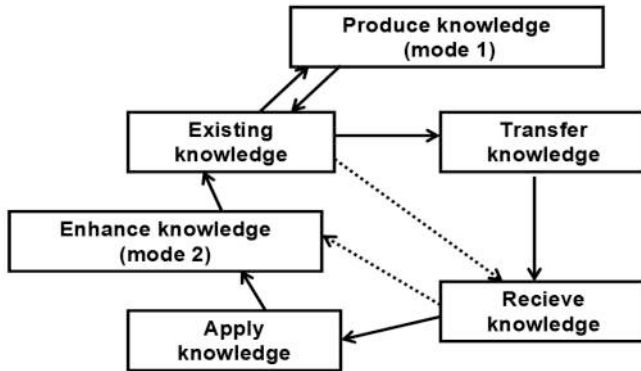 Produce knowledge
(mode 1)
Existing
knowledge
Transfer
knowledge
Enhance knowledge
(mode 2)
Recieve
knowledge
Apply
knowledge